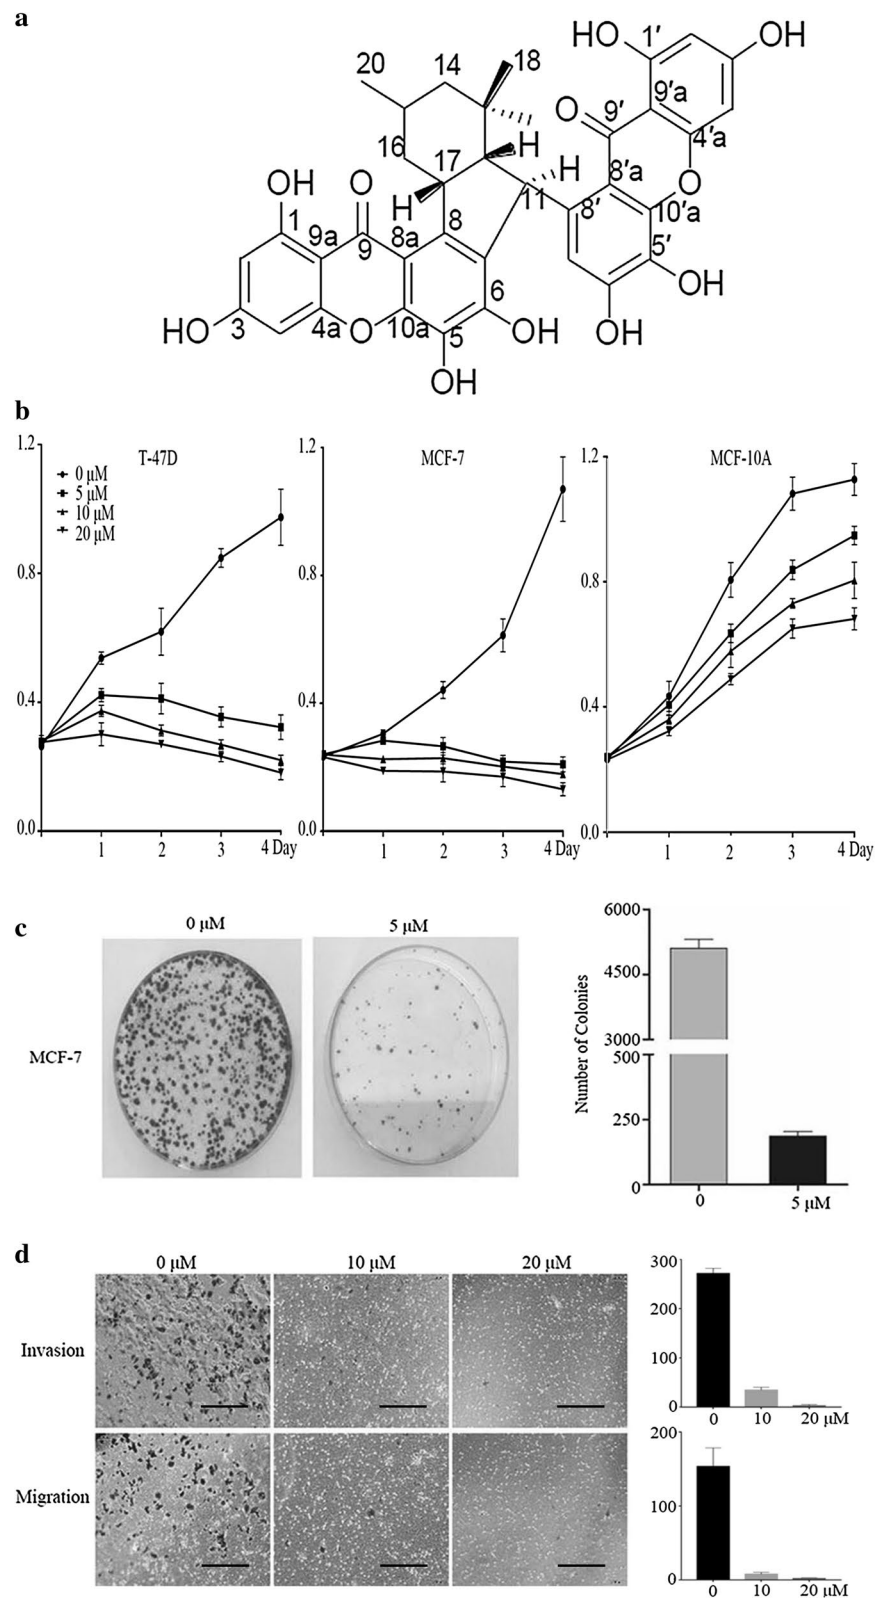 a
20
14
18
HO
1′
OH
9′a
O
9′
4′a
16
17
H
H
8′a
O
11
8′
10′a
5′
OH
OH
OH
O
H
1
9a
9
8a
8
6
HO
3
4a
O
10a
5
OH
OH
b
1.2
T-47D
1.2
MCF-7
1.2
MCF-10A
0 μM
5 μM
10 μM
20 μM
0.8
0.8
0.8
0.4
0.4
0.4
0.0
0.0
0.0
1 2 3 4 Day
1 2 3 4 Day
1 2 3 4 Day
c
0 μM
5 μM
MCF-7
Number of Colonies
6000
4500
3000
500
250
0
0
5 μM
d
0 μM
10 μM
20 μM
Invasion
300
200
100
0
0 10 20 μM
Migration
200
100
0
0 10 20 μM